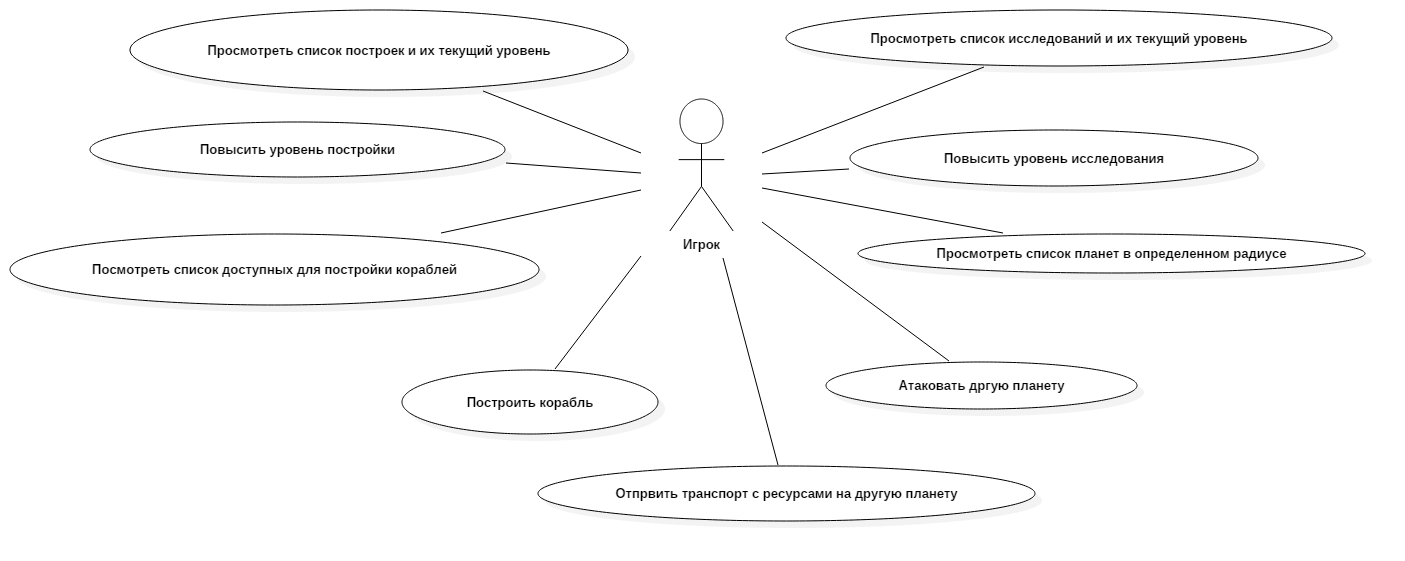 Просмотреть список построек и их текущий уровень
Просмотреть список исследований и их текущий уровень
Повысить уровень постройки
Повысить уровень исследования
Игрок
Посмотреть список доступных для постройки кораблей
Просмотреть список планет в определенном радиусе
Построить корабль
Атаковать дргую планету
Отпрвить транспорт с ресурсами на другую планету